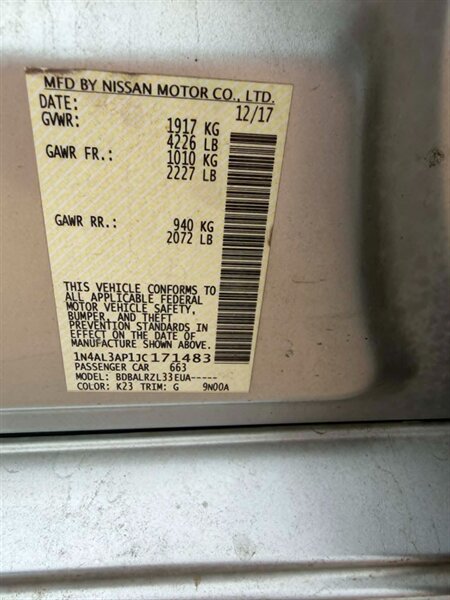 MFD BY NISSAN MOTOR CO., LTD.
DATE: 12/17
GVWR: 1917 KG
4226 LB
GAWR FR.: 1010 KG
2227 LB
GAWR RR.: 940 KG
2072 LB
THIS VEHICLE CONFORMS TO
ALL APPLICABLE FEDERAL
MOTOR VEHICLE SAFETY,
BUMPER, AND THEFT
PREVENTION STANDARDS IN
EFFECT ON THE DATE OF
MANUFACTURE SHOWN ABOVE.
1N4AL3AP1JC171483
PASSENGER CAR 663
MODEL: BDBALRZL33EUA-----
COLOR: K23 TRIM: G 9N00A